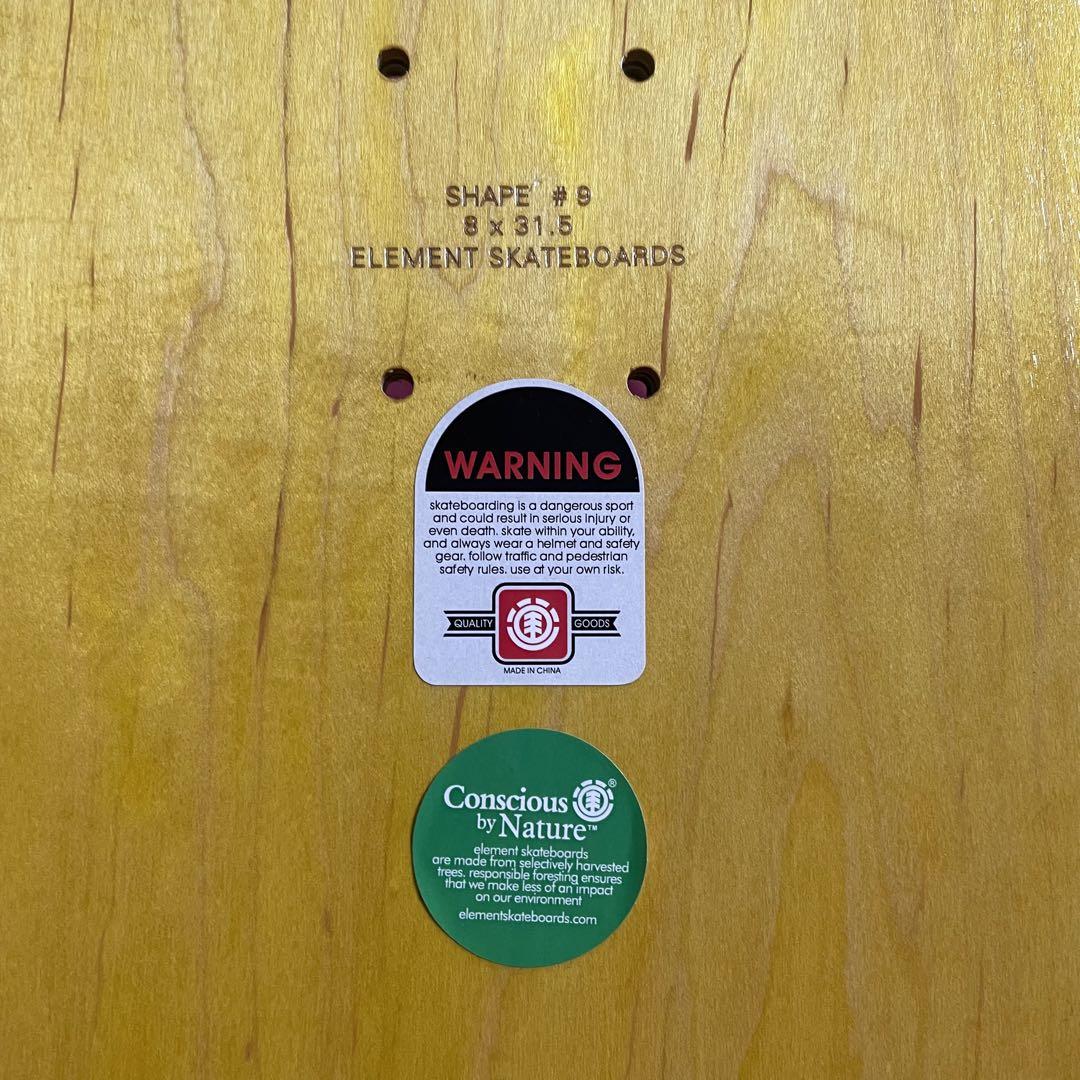 SHAPE # 9
8 x 31.5
ELEMENT SKATEBOARDS
WARNING
skateboarding is a dangerous sport
and could result in serious injury or
even death. skate within your ability,
and always wear a helmet and safety
gear. follow traffic and pedestrian
safety rules. use at your own risk.
QUALITY GOODS
MADE IN CHINA
Conscious ®
by Nature™
element skateboards
are made from selectively harvested
trees. responsible foresting ensures
that we make less of an impact
on our environment
elementskateboards.com